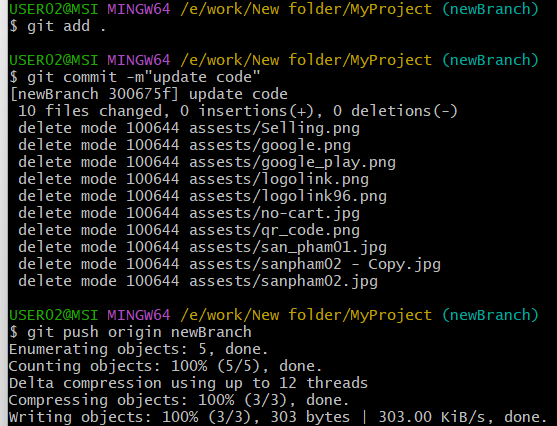 USER02@MSI MINGW64 /e/work/New folder/MyProject (newBranch)
$ git add .
USER02@MSI MINGW64 /e/work/New folder/MyProject (newBranch)
$ git commit -m"update code"
[newBranch 300675f] update code
10 files changed, 0 insertions(+), 0 deletions(-)
delete mode 100644 assests/Selling.png
delete mode 100644 assests/google.png
delete mode 100644 assests/google_play.png
delete mode 100644 assests/logolink.png
delete mode 100644 assests/logolink96.png
delete mode 100644 assests/no-cart.jpg
delete mode 100644 assests/qr_code.png
delete mode 100644 assests/san_pham01.jpg
delete mode 100644 assests/sanpham02 - Copy.jpg
delete mode 100644 assests/sanpham02.jpg
USER02@MSI MINGW64 /e/work/New folder/MyProject (newBranch)
$ git push origin newBranch
Enumerating objects: 5, done.
Counting objects: 100% (5/5), done.
Delta compression using up to 12 threads
Compressing objects: 100% (3/3), done.
Writing objects: 100% (3/3), 303 bytes | 303.00 KiB/s, done.